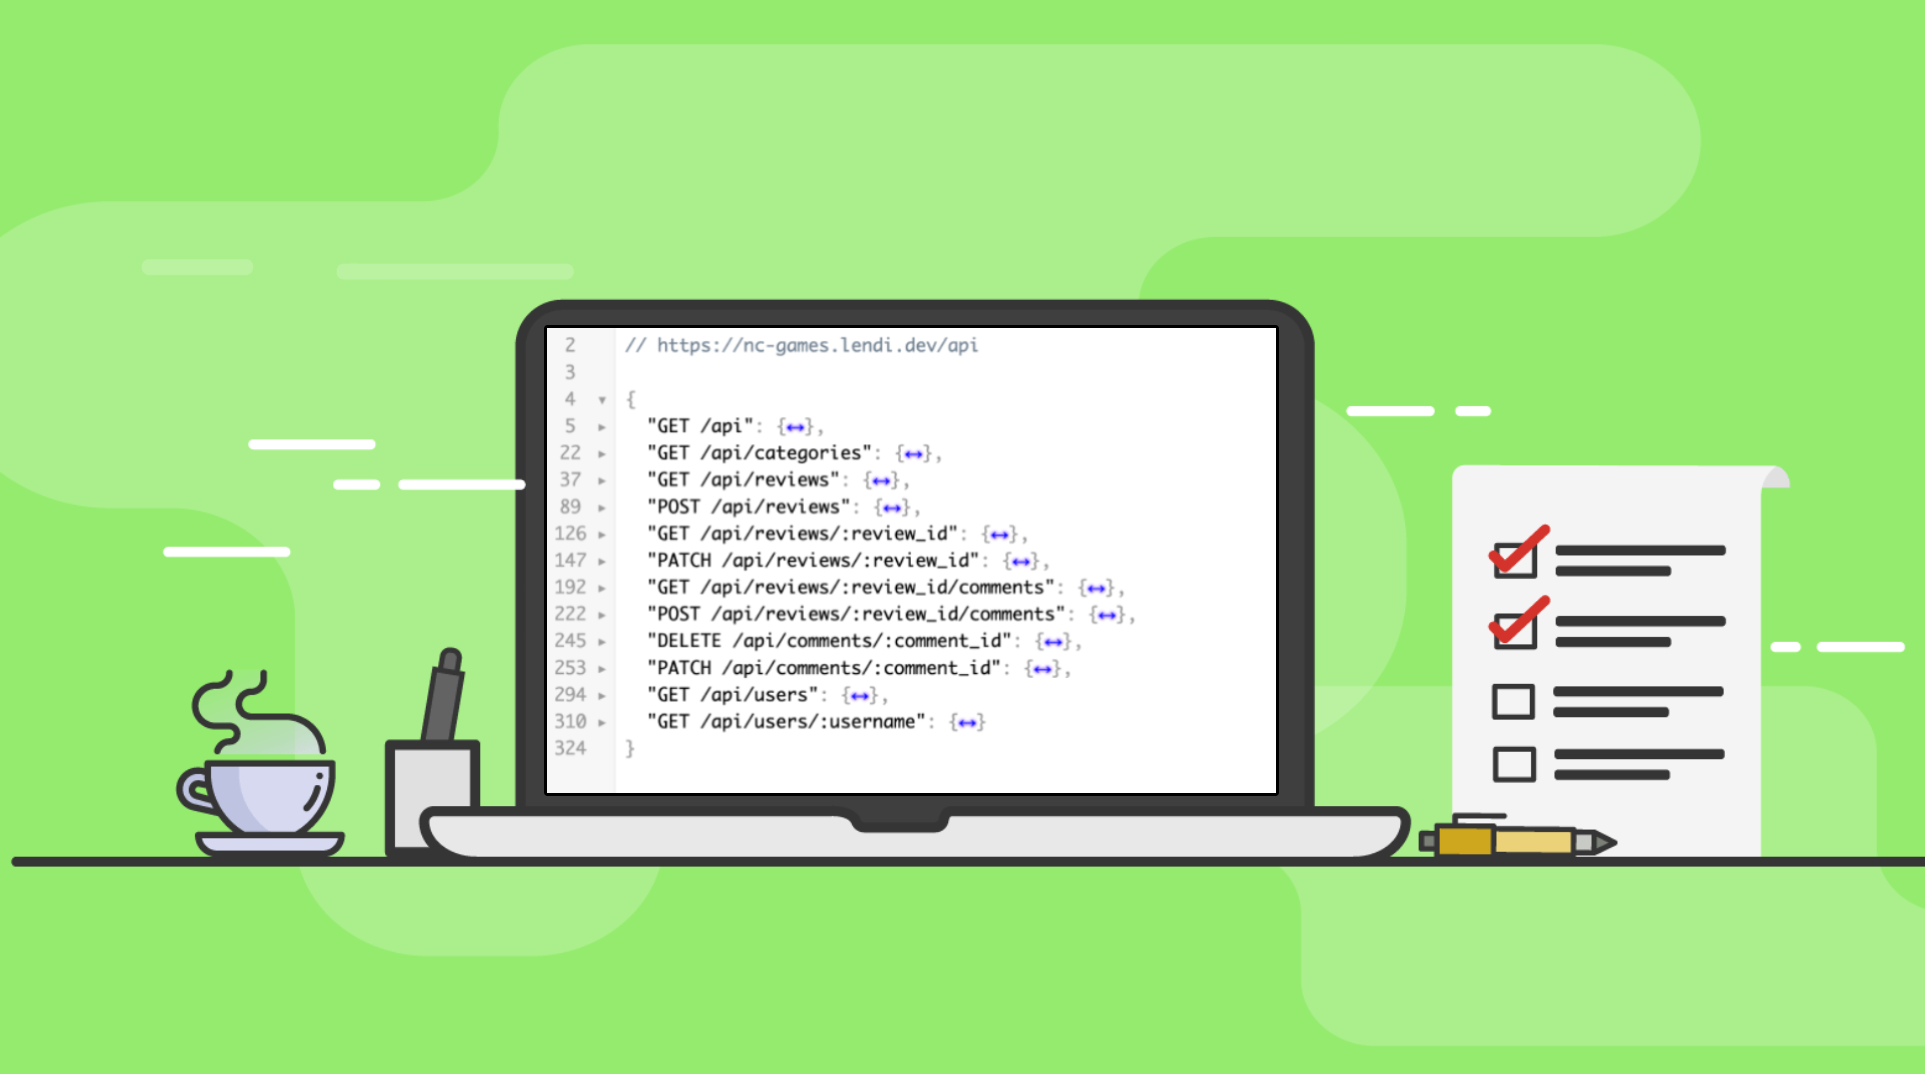 2 // https://nc-games.lendi.dev/api
3
4 {
5 "GET /api": {↔},
22 "GET /api/categories": {↔},
37 "GET /api/reviews": {↔},
89 "POST /api/reviews": {↔},
126 "GET /api/reviews/:review_id": {↔},
147 "PATCH /api/reviews/:review_id": {↔},
192 "GET /api/reviews/:review_id/comments": {↔},
222 "POST /api/reviews/:review_id/comments": {↔},
245 "DELETE /api/comments/:comment_id": {↔},
253 "PATCH /api/comments/:comment_id": {↔},
294 "GET /api/users": {↔},
310 "GET /api/users/:username": {↔}
324 }